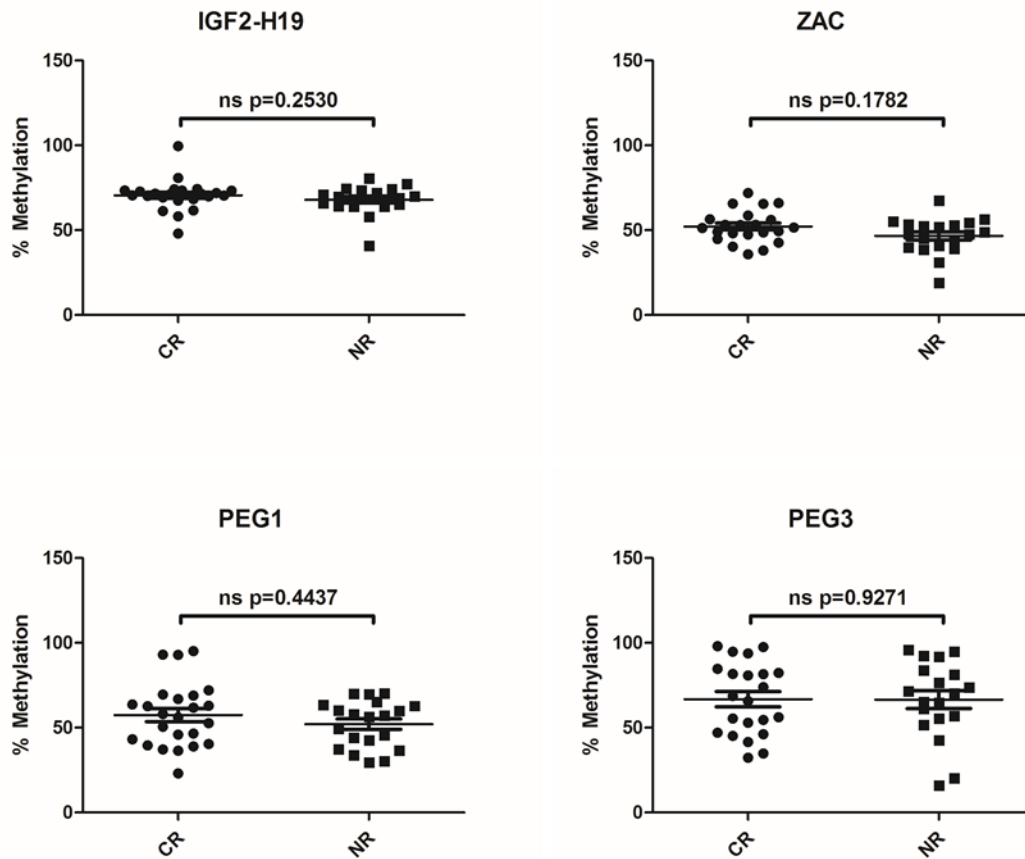 IGF2-H19
% Methylation
150
100
50
0
ns p=0.2530
CR
NR
ZAC
% Methylation
150
100
50
0
ns p=0.1782
CR
NR
PEG1
% Methylation
150
100
50
0
ns p=0.4437
CR
NR
PEG3
% Methylation
150
100
50
0
ns p=0.9271
CR
NR